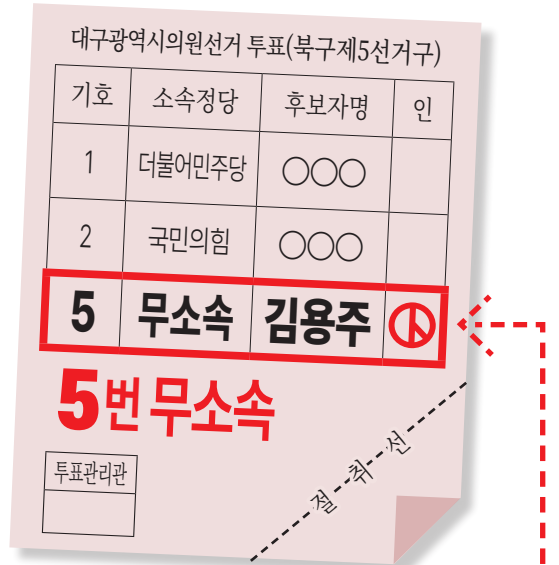 대구광역시의원선거 투표(북구제5선거구)
기호 소속정당 후보자명 인
1 더불어민주당 ○○○
2 국민의힘 ○○○
5 무소속 김용주
5번 무소속
절취선
투표관리관